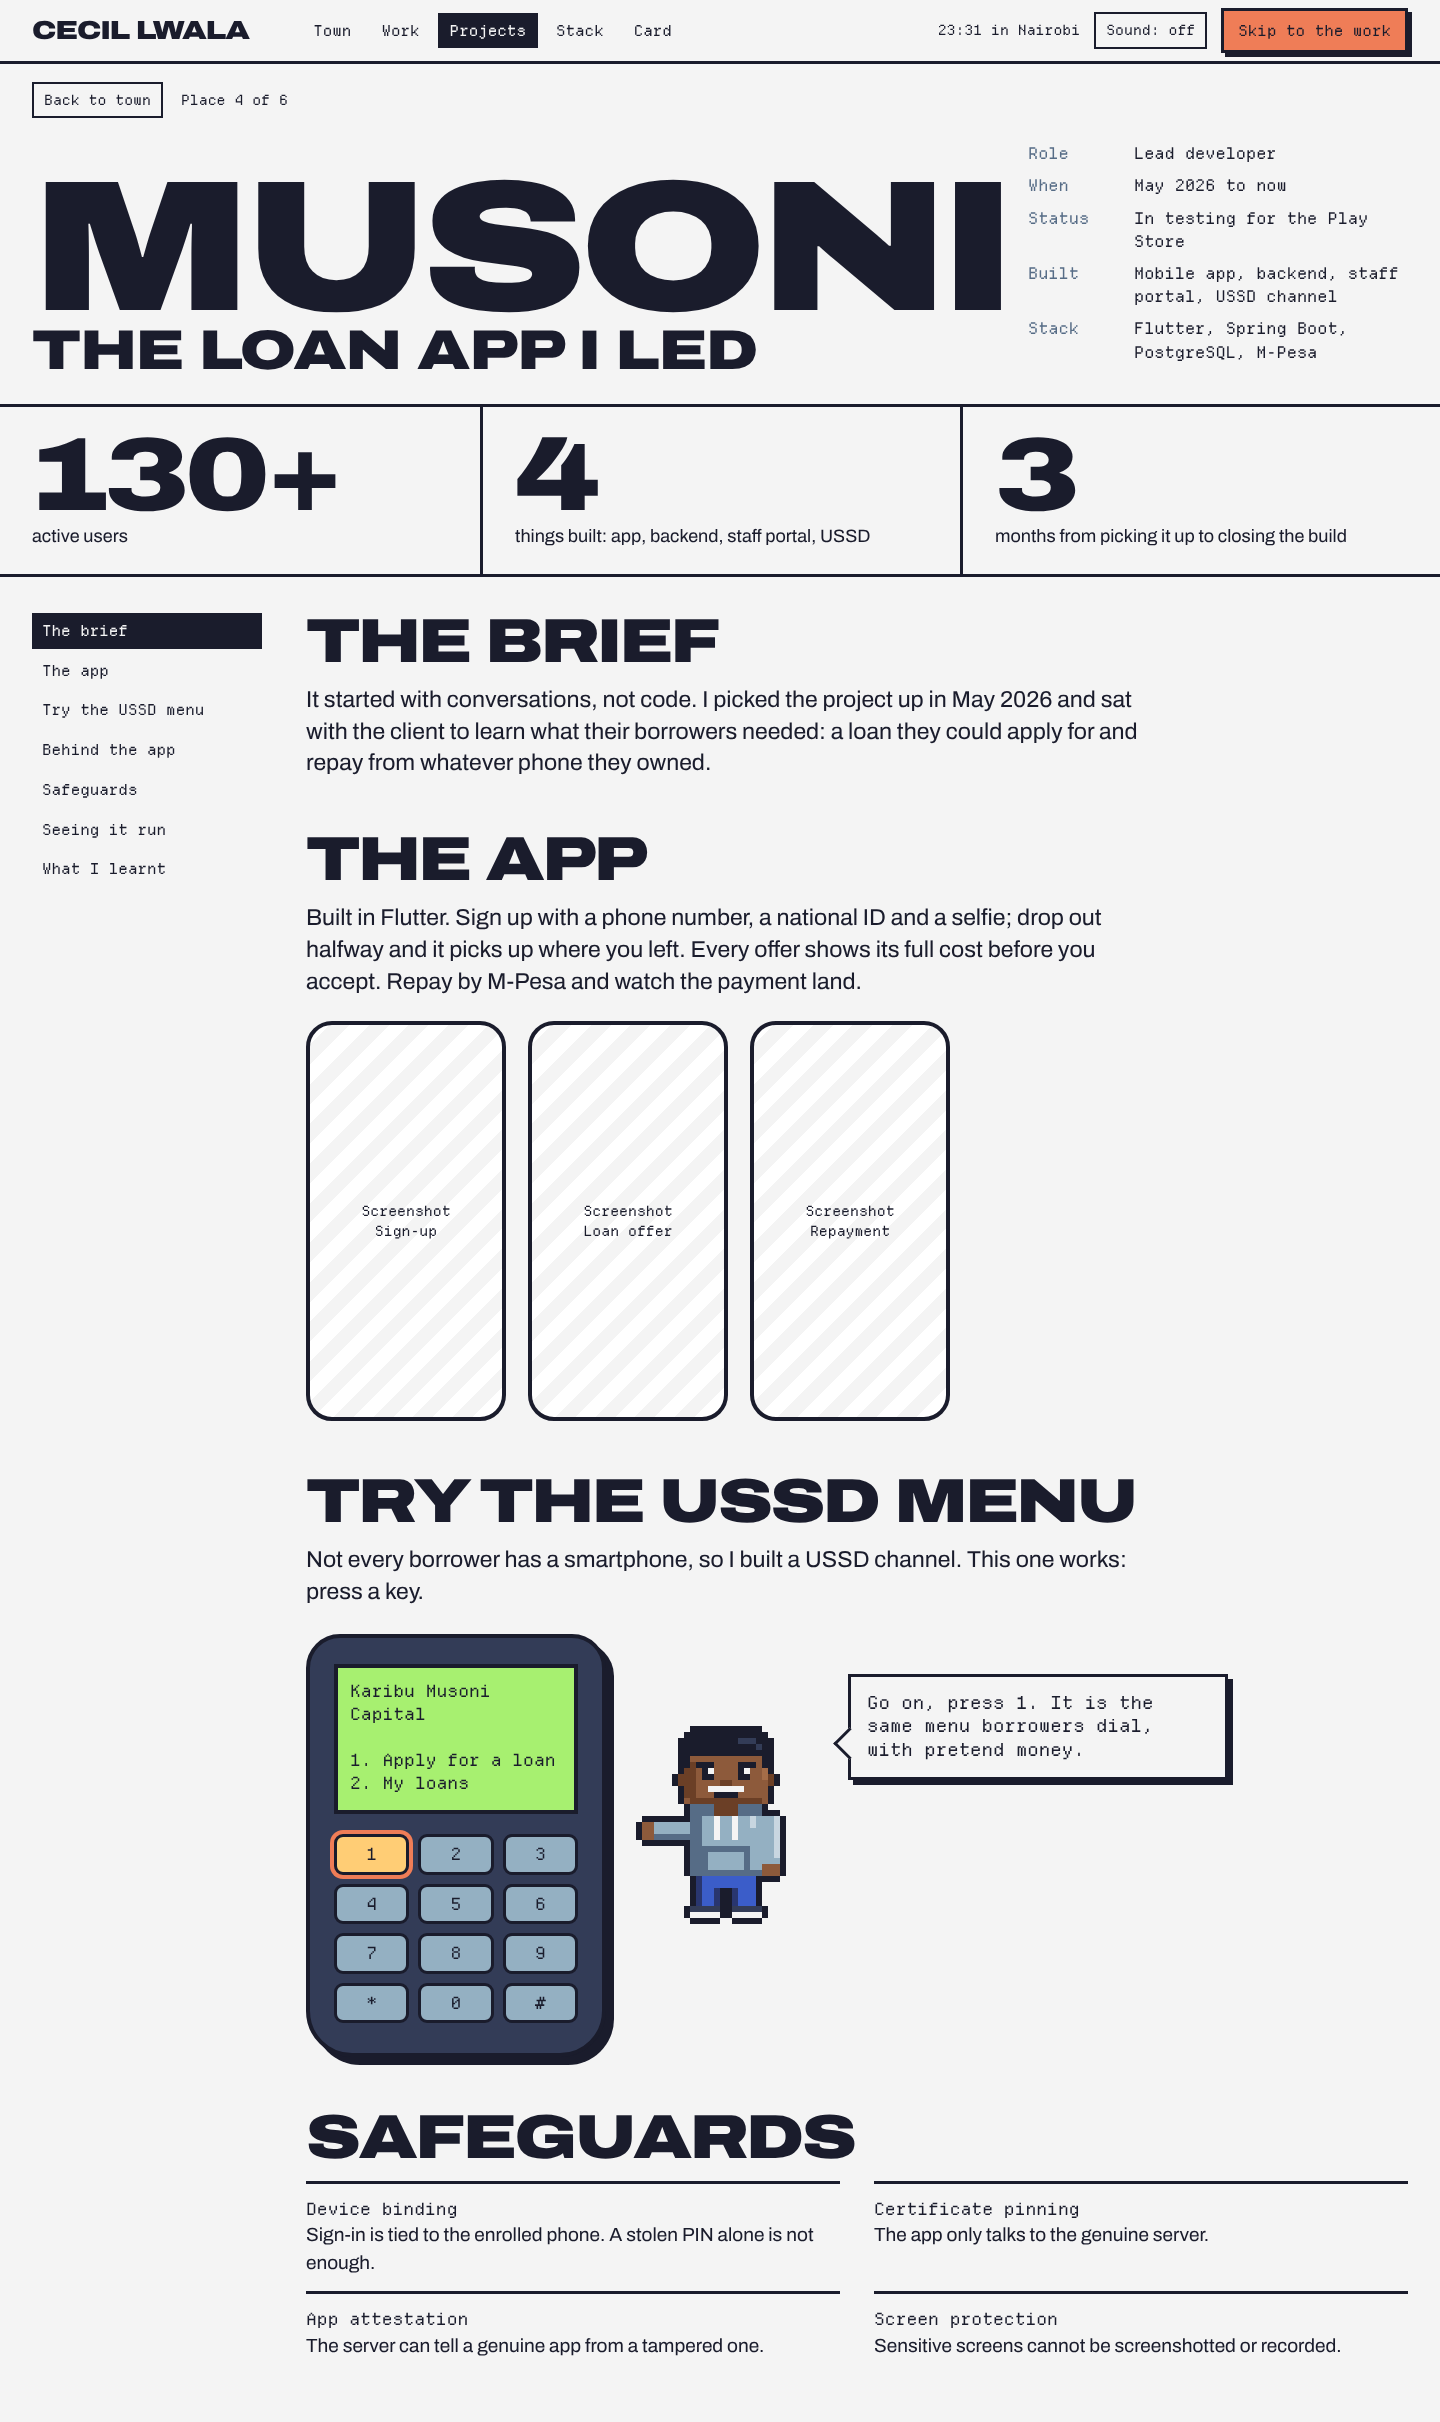 CECIL LWALA
Town
Work
Projects
Stack
Card
23:31 in Nairobi
Sound: off
Skip to the work
Back to town
Place 4 of 6
MUSONI
THE LOAN APP I LED
Role
Lead developer
When
May 2026 to now
Status
In testing for the Play
Store
Built
Mobile app, backend, staff
portal, USSD channel
Stack
Flutter, Spring Boot,
PostgreSQL, M-Pesa
130+
active users
4
things built: app, backend, staff portal, USSD
3
months from picking it up to closing the build
The brief
The app
Try the USSD menu
Behind the app
Safeguards
Seeing it run
What I learnt
THE BRIEF
It started with conversations, not code. I picked the project up in May 2026 and sat
with the client to learn what their borrowers needed: a loan they could apply for and
repay from whatever phone they owned.
THE APP
Built in Flutter. Sign up with a phone number, a national ID and a selfie; drop out
halfway and it picks up where you left. Every offer shows its full cost before you
accept. Repay by M-Pesa and watch the payment land.
Screenshot
Sign-up
Screenshot
Loan offer
Screenshot
Repayment
TRY THE USSD MENU
Not every borrower has a smartphone, so I built a USSD channel. This one works:
press a key.
Karibu Musoni
Capital
1. Apply for a loan
2. My loans
1
2
3
4
5
6
7
8
9
*
0
#
Go on, press 1. It is the
same menu borrowers dial,
with pretend money.
SAFEGUARDS
Device binding
Sign-in is tied to the enrolled phone. A stolen PIN alone is not
enough.
Certificate pinning
The app only talks to the genuine server.
App attestation
The server can tell a genuine app from a tampered one.
Screen protection
Sensitive screens cannot be screenshotted or recorded.